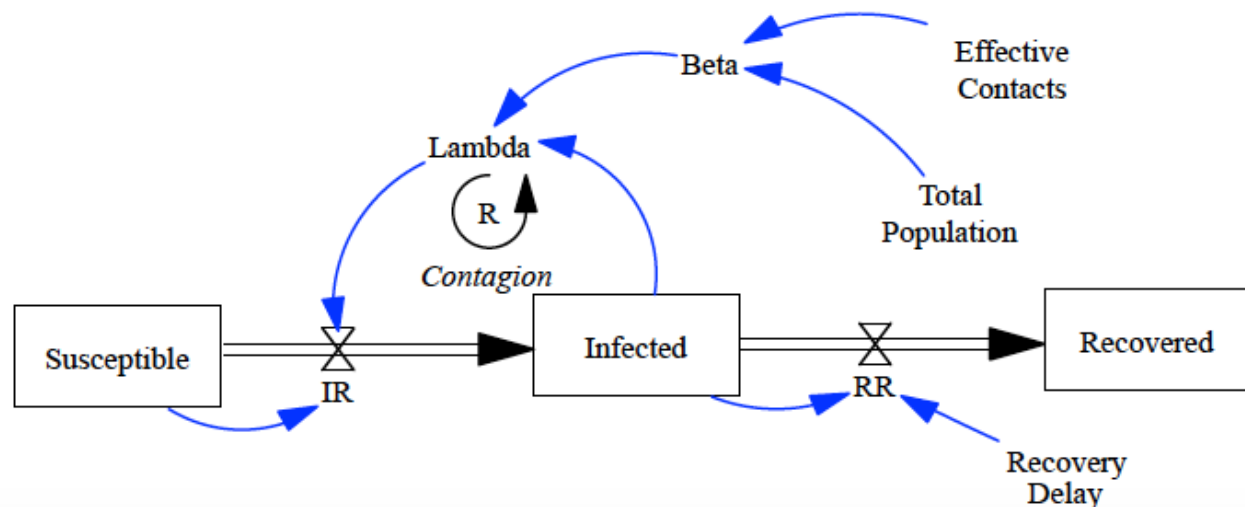 Effective
Contacts
Beta
Lambda
Total
Population
R
Contagion
Susceptible
Infected
Recovered
IR
RR
Recovery
Delay